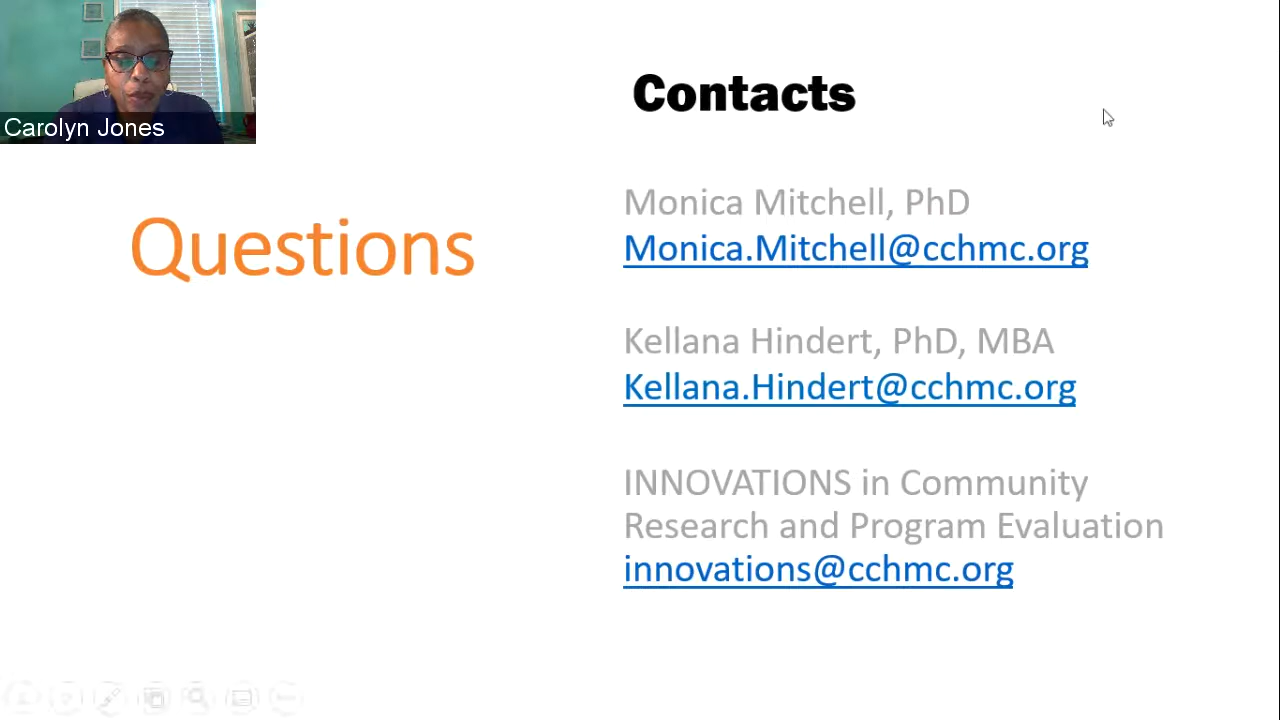 Carolyn Jones
Contacts
Questions
Monica Mitchell, PhD
Monica.Mitchell@cchmc.org
Kellana Hindert, PhD, MBA
Kellana.Hindert@cchmc.org
INNOVATIONS in Community
Research and Program Evaluation
innovations@cchmc.org